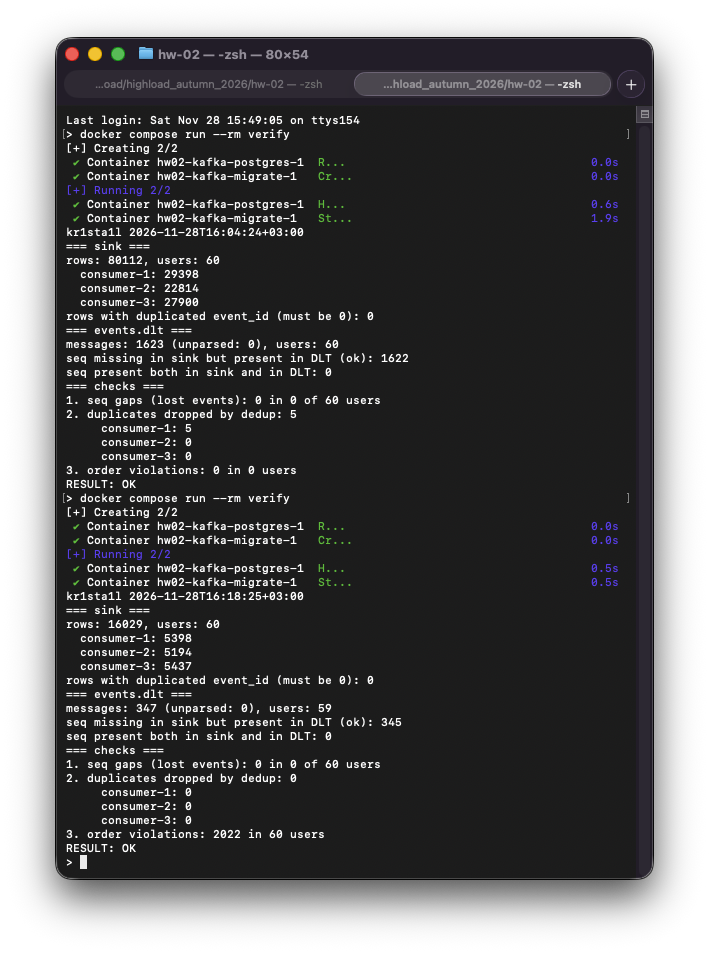 hw-02 — -zsh — 80×54
...oad/highload_autumn_2026/hw-02 — -zsh
...hload_autumn_2026/hw-02 — -zsh
+
Last login: Sat Nov 28 15:49:05 on ttys154
[> docker compose run --rm verify ]
[+] Creating 2/2
✔ Container hw02-kafka-postgres-1 R... 0.0s
✔ Container hw02-kafka-migrate-1 Cr... 0.0s
[+] Running 2/2
✔ Container hw02-kafka-postgres-1 H... 0.6s
✔ Container hw02-kafka-migrate-1 St... 1.9s
kr1sta1l 2026-11-28T16:04:24+03:00
=== sink ===
rows: 80112, users: 60
consumer-1: 29398
consumer-2: 22814
consumer-3: 27900
rows with duplicated event_id (must be 0): 0
=== events.dlt ===
messages: 1623 (unparsed: 0), users: 60
seq missing in sink but present in DLT (ok): 1622
seq present both in sink and in DLT: 0
=== checks ===
1. seq gaps (lost events): 0 in 0 of 60 users
2. duplicates dropped by dedup: 5
consumer-1: 5
consumer-2: 0
consumer-3: 0
3. order violations: 0 in 0 users
RESULT: OK
[> docker compose run --rm verify ]
[+] Creating 2/2
✔ Container hw02-kafka-postgres-1 R... 0.0s
✔ Container hw02-kafka-migrate-1 Cr... 0.0s
[+] Running 2/2
✔ Container hw02-kafka-postgres-1 H... 0.5s
✔ Container hw02-kafka-migrate-1 St... 0.5s
kr1sta1l 2026-11-28T16:18:25+03:00
=== sink ===
rows: 16029, users: 60
consumer-1: 5398
consumer-2: 5194
consumer-3: 5437
rows with duplicated event_id (must be 0): 0
=== events.dlt ===
messages: 347 (unparsed: 0), users: 59
seq missing in sink but present in DLT (ok): 345
seq present both in sink and in DLT: 0
=== checks ===
1. seq gaps (lost events): 0 in 0 of 60 users
2. duplicates dropped by dedup: 0
consumer-1: 0
consumer-2: 0
consumer-3: 0
3. order violations: 2022 in 60 users
RESULT: OK
>